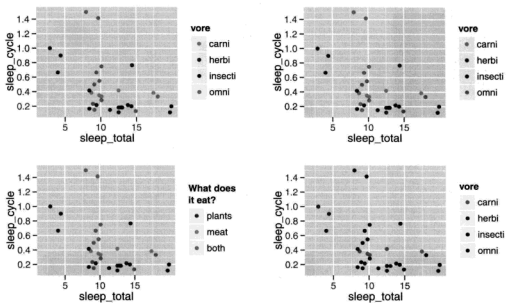 1.4
1.2
1.0
0.8
0.6
0.4
0.2
5 10 15
sleep_cycle
sleep_total
vore
carni
herbi
insecti
omni
1.4
1.2
1.0
0.8
0.6
0.4
0.2
5 10 15
sleep_cycle
sleep_total
vore
carni
herbi
insecti
omni
1.4
1.2
1.0
0.8
0.6
0.4
0.2
5 10 15
sleep_cycle
sleep_total
What does
it eat?
plants
meat
both
1.4
1.2
1.0
0.8
0.6
0.4
0.2
5 10 15
sleep_cycle
sleep_total
vore
carni
herbi
insecti
omni